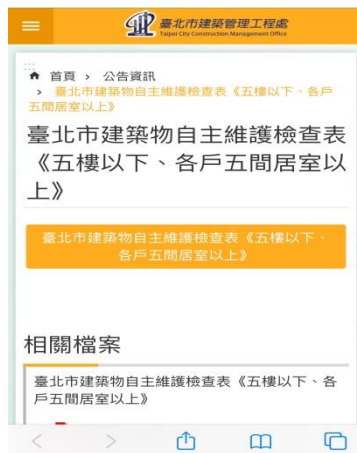 臺北市建築管理工程處
Taipei City Construction Management Office
:::
首頁 › 公告資訊
› 臺北市建築物自主維護檢查表《五樓以下、各戶
五間居室以上》
臺北市建築物自主維護檢查表
《五樓以下、各戶五間居室以
上》
臺北市建築物自主維護檢查表《五樓以下、
各戶五間居室以上》
相關檔案
臺北市建築物自主維護檢查表《五樓以下、各
戶五間居室以上》